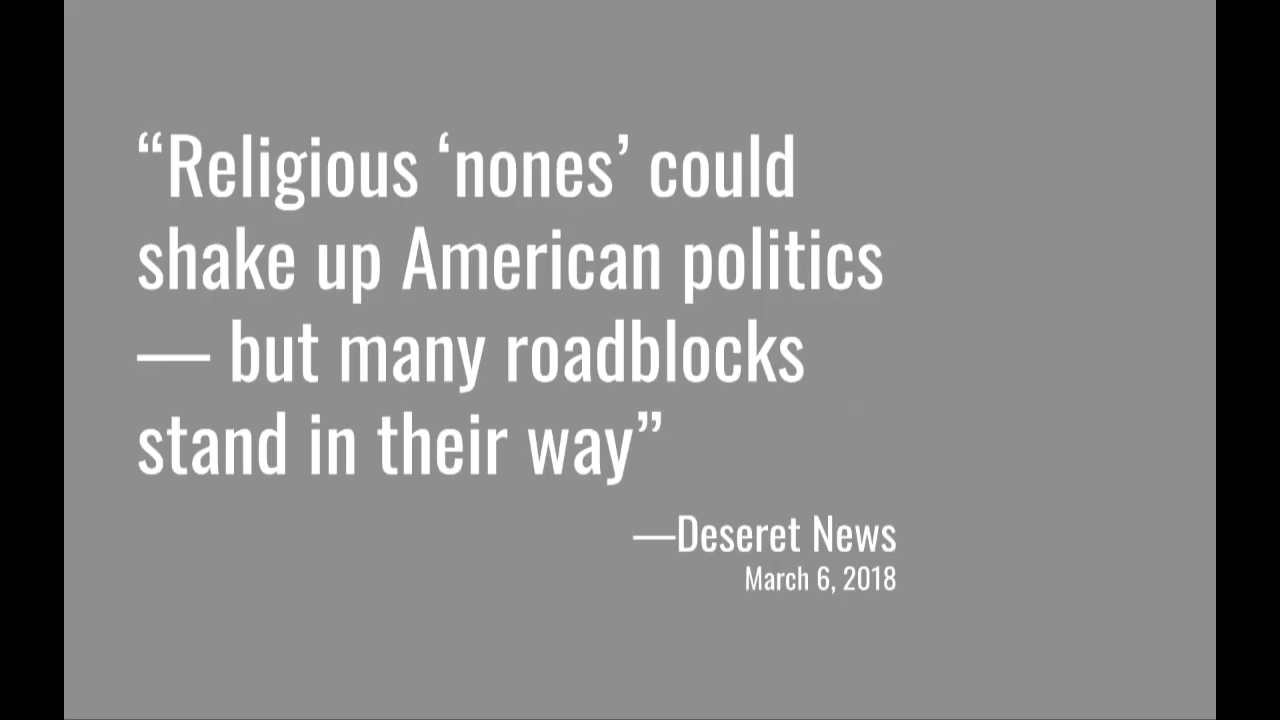 “Religious ‘nones’ could
shake up American politics
— but many roadblocks
stand in their way”
—Deseret News
March 6, 2018